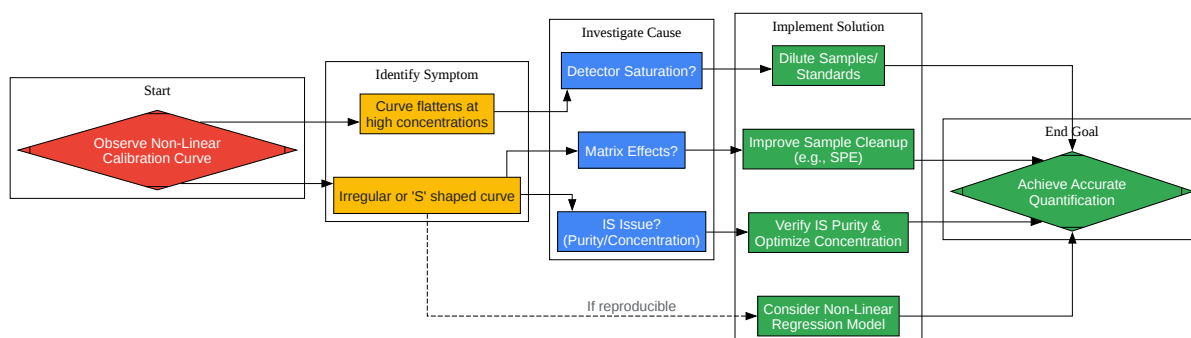 Start
Observe Non-Linear
Calibration Curve
Identify Symptom
Curve flattens at
high concentrations
Irregular or 'S' shaped curve
Investigate Cause
Detector Saturation?
Matrix Effects?
IS Issue?
(Purity/Concentration)
If reproducible
Implement Solution
Dilute Samples/
Standards
Improve Sample Cleanup
(e.g., SPE)
Verify IS Purity &
Optimize Concentration
Consider Non-Linear
Regression Model
End Goal
Achieve Accurate
Quantification